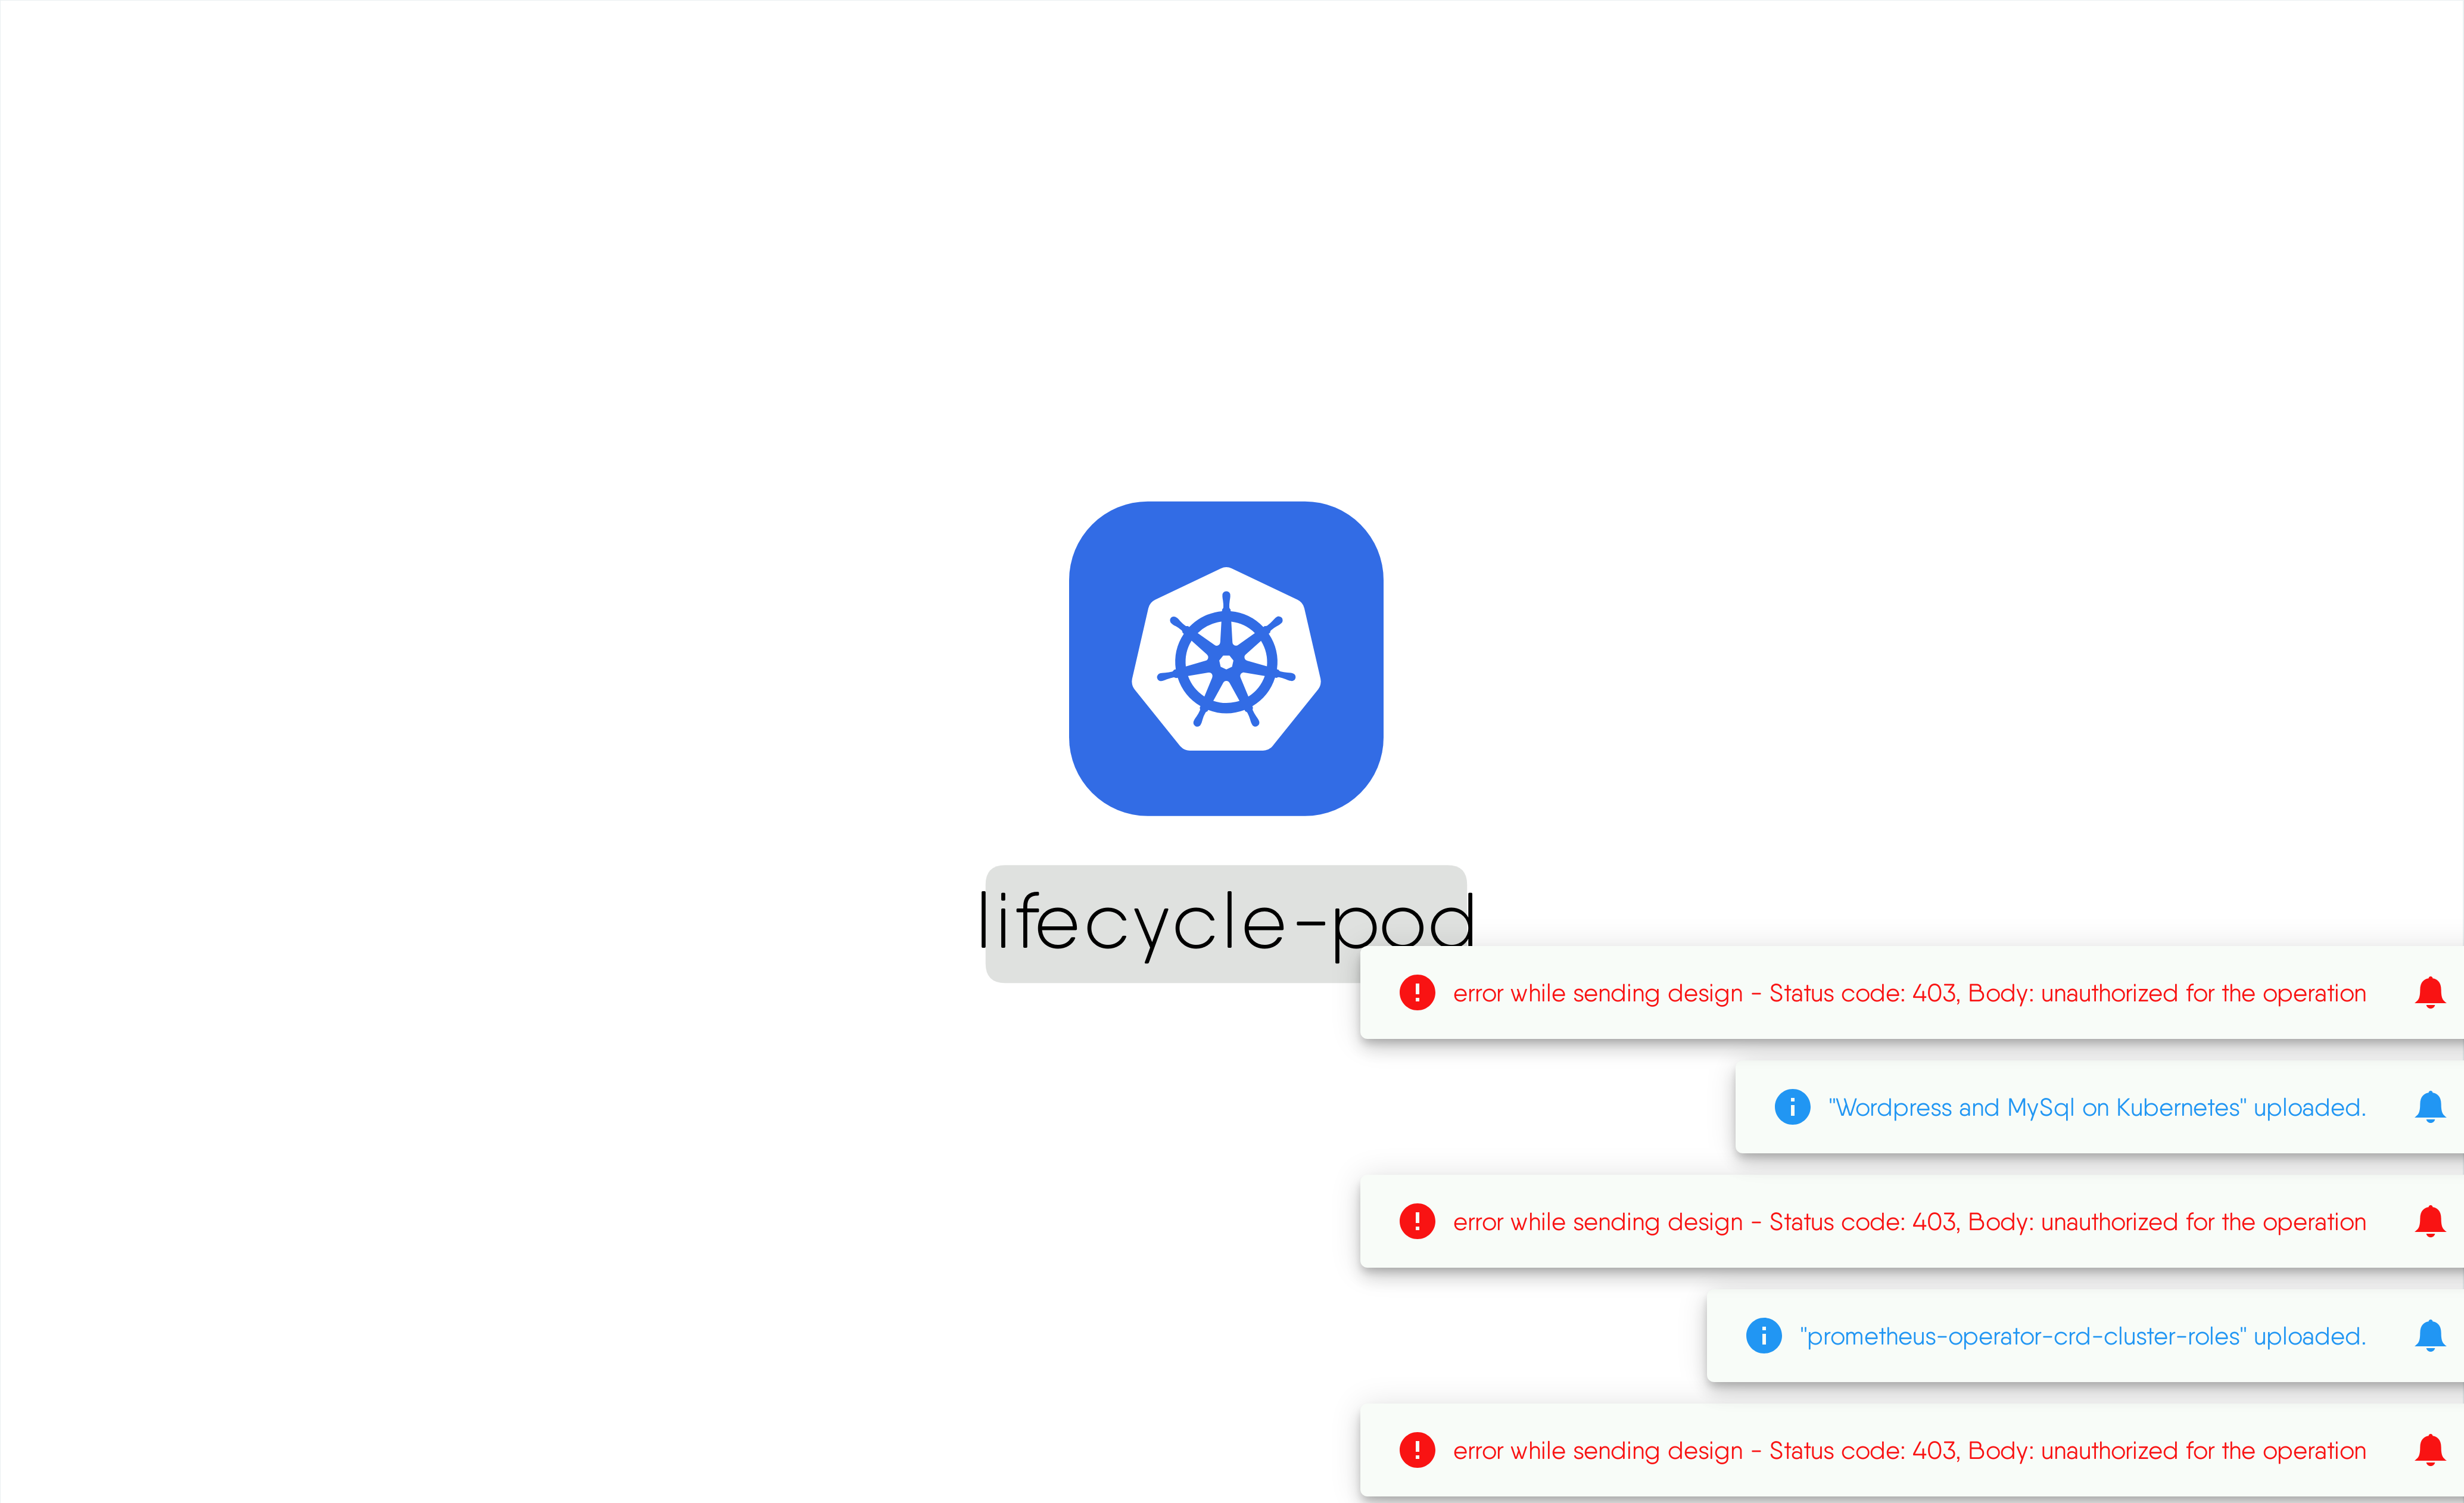 lifecycle-pod
error while sending design - Status code: 403, Body: unauthorized for the operation
"Wordpress and MySql on Kubernetes" uploaded.
error while sending design - Status code: 403, Body: unauthorized for the operation
"prometheus-operator-crd-cluster-roles" uploaded.
error while sending design - Status code: 403, Body: unauthorized for the operation